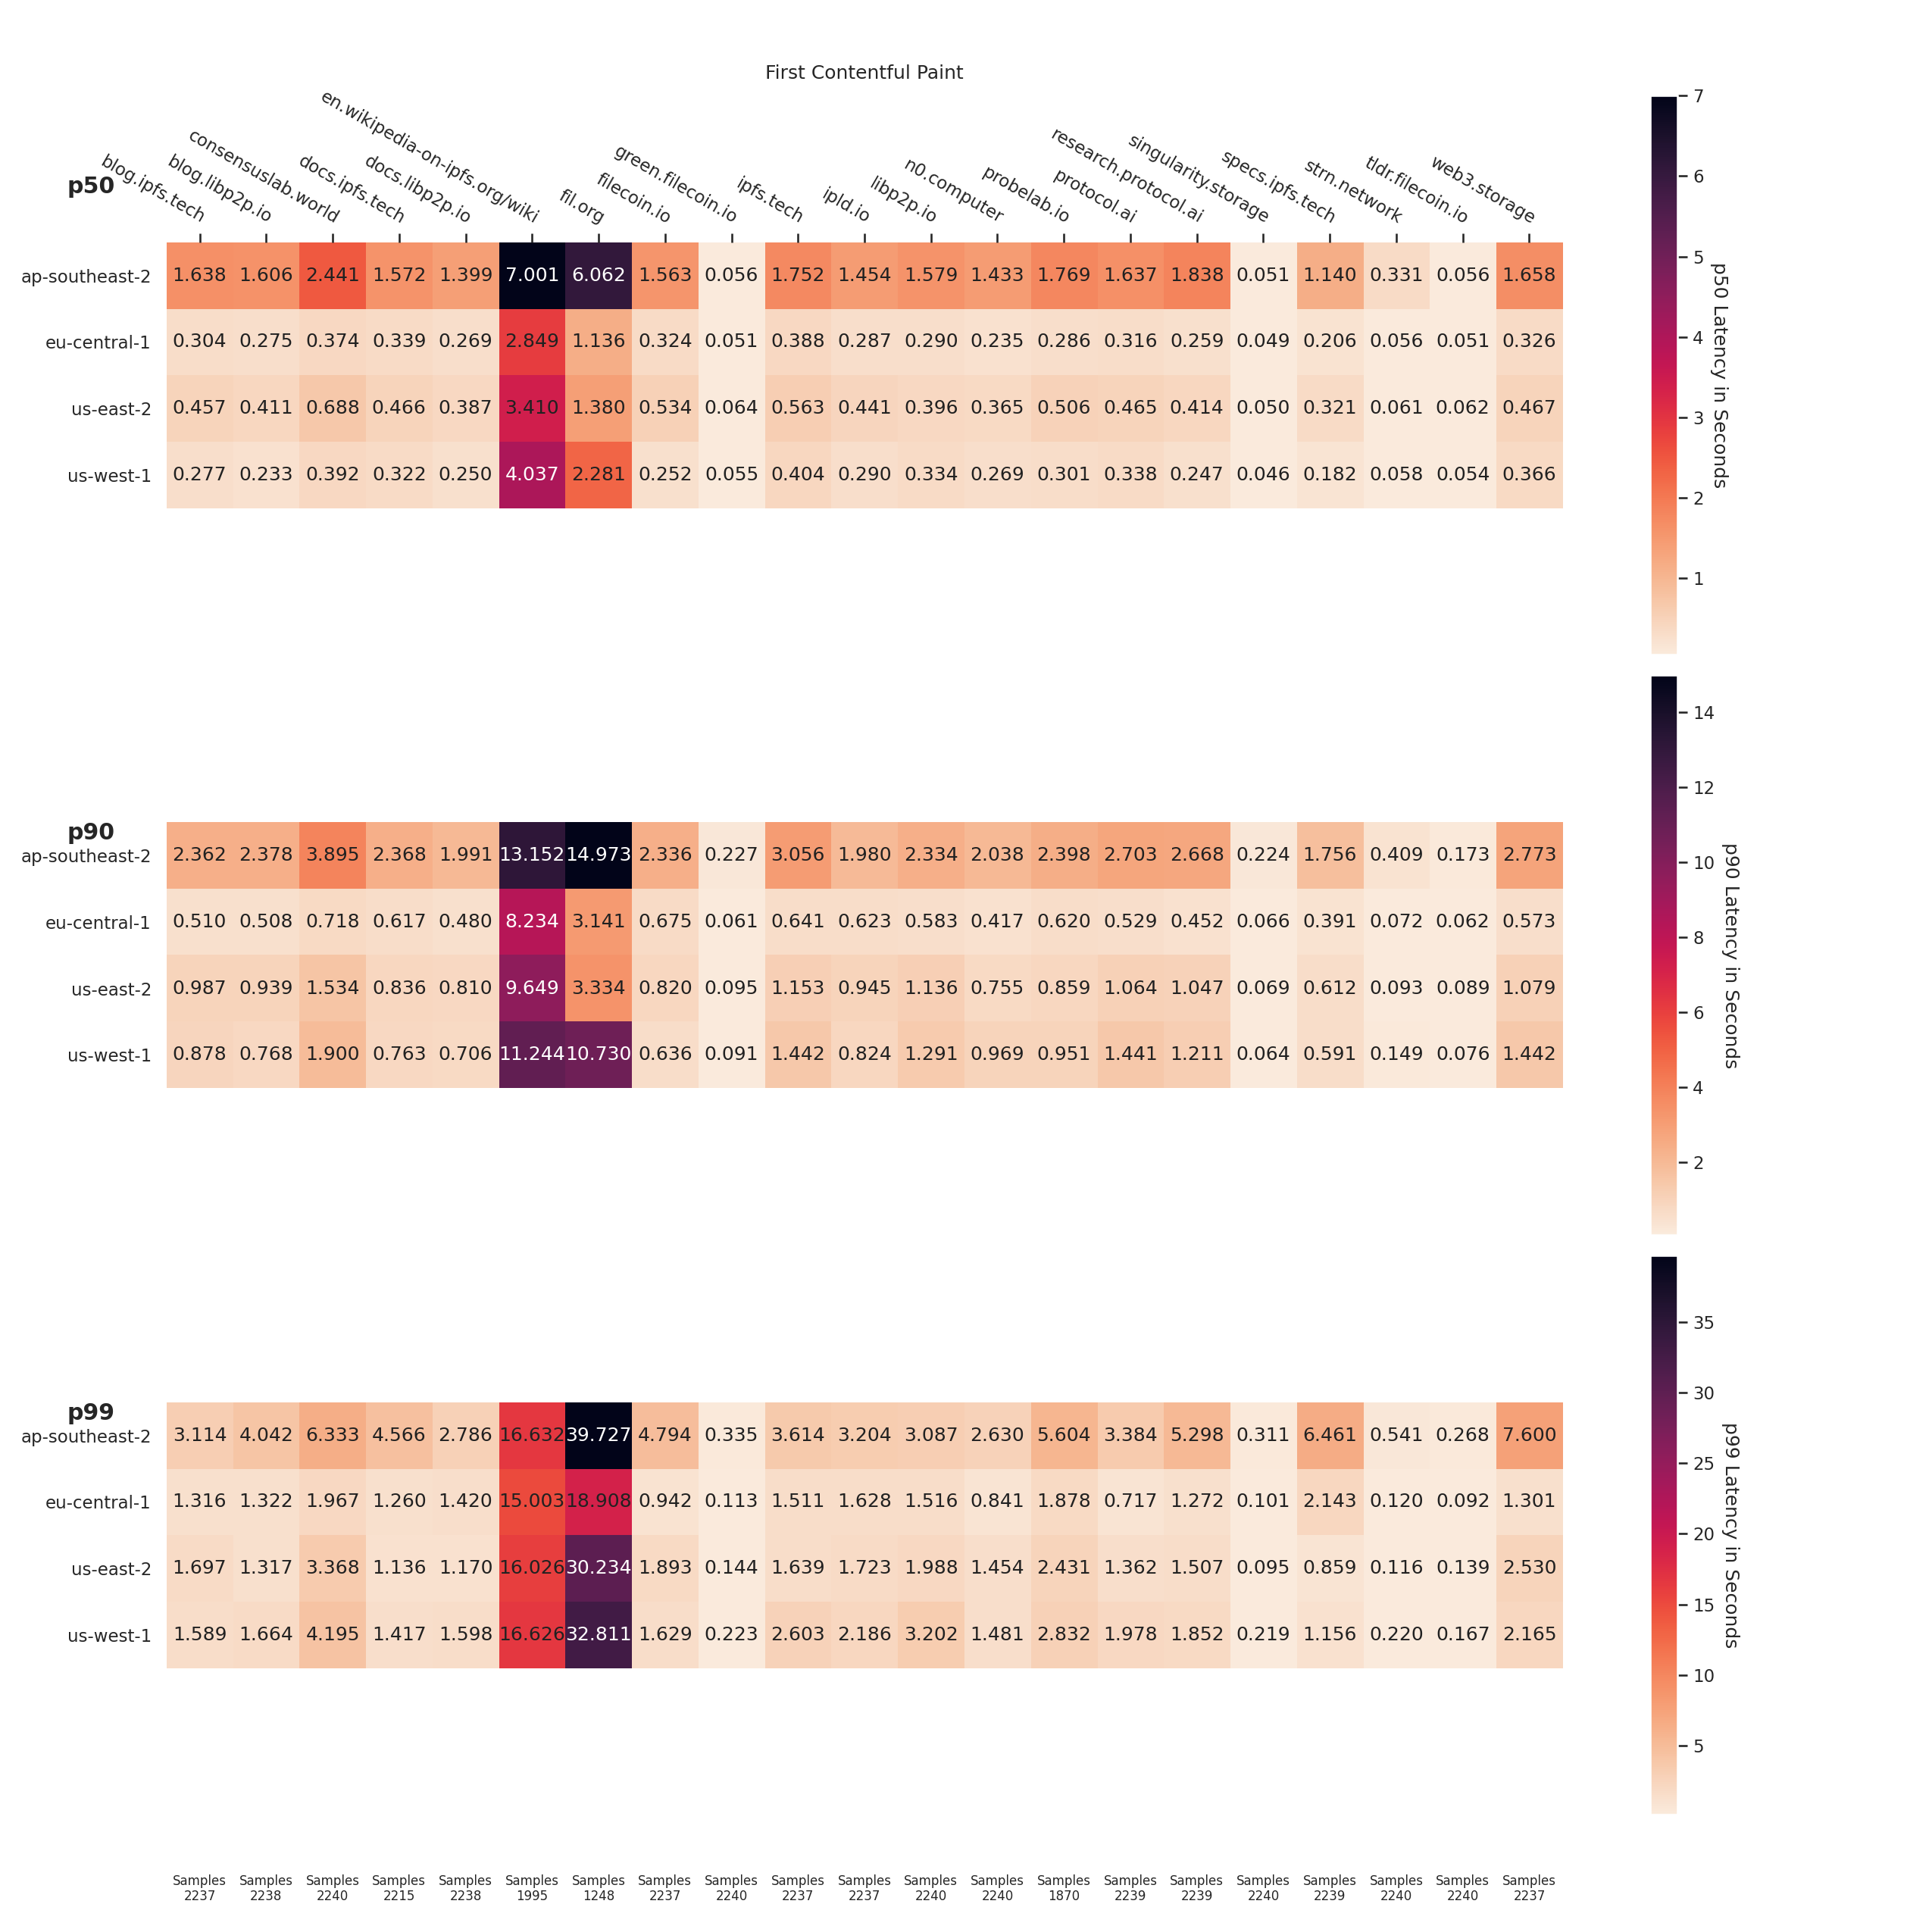 First Contentful Paint
p50
blog.ipfs.tech
blog.libp2p.io
consensuslab.world
docs.ipfs.tech
docs.libp2p.io
en.wikipedia-on-ipfs.org/wiki
fil.org
filecoin.io
green.filecoin.io
ipfs.tech
ipld.io
libp2p.io
n0.computer
probelab.io
protocol.ai
research.protocol.ai
singularity.storage
specs.ipfs.tech
strn.network
tldr.filecoin.io
web3.storage
ap-southeast-2 1.638 1.606 2.441 1.572 1.399 7.001 6.062 1.563 0.056 1.752 1.454 1.579 1.433 1.769 1.637 1.838 0.051 1.140 0.331 0.056 1.658
eu-central-1 0.304 0.275 0.374 0.339 0.269 2.849 1.136 0.324 0.051 0.388 0.287 0.290 0.235 0.286 0.316 0.259 0.049 0.206 0.056 0.051 0.326
us-east-2 0.457 0.411 0.688 0.466 0.387 3.410 1.380 0.534 0.064 0.563 0.441 0.396 0.365 0.506 0.465 0.414 0.050 0.321 0.061 0.062 0.467
us-west-1 0.277 0.233 0.392 0.322 0.250 4.037 2.281 0.252 0.055 0.404 0.290 0.334 0.269 0.301 0.338 0.247 0.046 0.182 0.058 0.054 0.366
7
6
5
4
3
2
1
p50 Latency in Seconds
p90
ap-southeast-2 2.362 2.378 3.895 2.368 1.991 13.152 14.973 2.336 0.227 3.056 1.980 2.334 2.038 2.398 2.703 2.668 0.224 1.756 0.409 0.173 2.773
eu-central-1 0.510 0.508 0.718 0.617 0.480 8.234 3.141 0.675 0.061 0.641 0.623 0.583 0.417 0.620 0.529 0.452 0.066 0.391 0.072 0.062 0.573
us-east-2 0.987 0.939 1.534 0.836 0.810 9.649 3.334 0.820 0.095 1.153 0.945 1.136 0.755 0.859 1.064 1.047 0.069 0.612 0.093 0.089 1.079
us-west-1 0.878 0.768 1.900 0.763 0.706 11.244 10.730 0.636 0.091 1.442 0.824 1.291 0.969 0.951 1.441 1.211 0.064 0.591 0.149 0.076 1.442
14
12
10
8
6
4
2
p90 Latency in Seconds
p99
ap-southeast-2 3.114 4.042 6.333 4.566 2.786 16.632 39.727 4.794 0.335 3.614 3.204 3.087 2.630 5.604 3.384 5.298 0.311 6.461 0.541 0.268 7.600
eu-central-1 1.316 1.322 1.967 1.260 1.420 15.003 18.908 0.942 0.113 1.511 1.628 1.516 0.841 1.878 0.717 1.272 0.101 2.143 0.120 0.092 1.301
us-east-2 1.697 1.317 3.368 1.136 1.170 16.026 30.234 1.893 0.144 1.639 1.723 1.988 1.454 2.431 1.362 1.507 0.095 0.859 0.116 0.139 2.530
us-west-1 1.589 1.664 4.195 1.417 1.598 16.626 32.811 1.629 0.223 2.603 2.186 3.202 1.481 2.832 1.978 1.852 0.219 1.156 0.220 0.167 2.165
35
30
25
20
15
10
5
p99 Latency in Seconds
Samples Samples Samples Samples Samples Samples Samples Samples Samples Samples Samples Samples Samples Samples Samples Samples Samples Samples Samples Samples Samples
2237 2238 2240 2215 2238 1995 1248 2237 2240 2237 2237 2240 2240 1870 2239 2239 2240 2239 2240 2240 2237